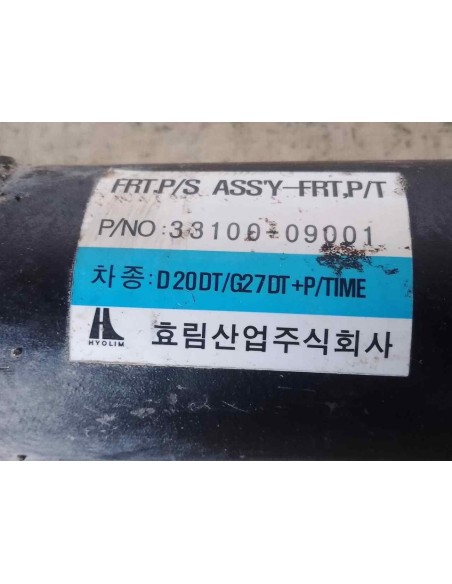 FRT.P/S ASS'Y-FRT.P/T
P/NO: 33100-09001
차종: D20DT/G27DT+P/TIME
HYOLIM
효림산업주식회사